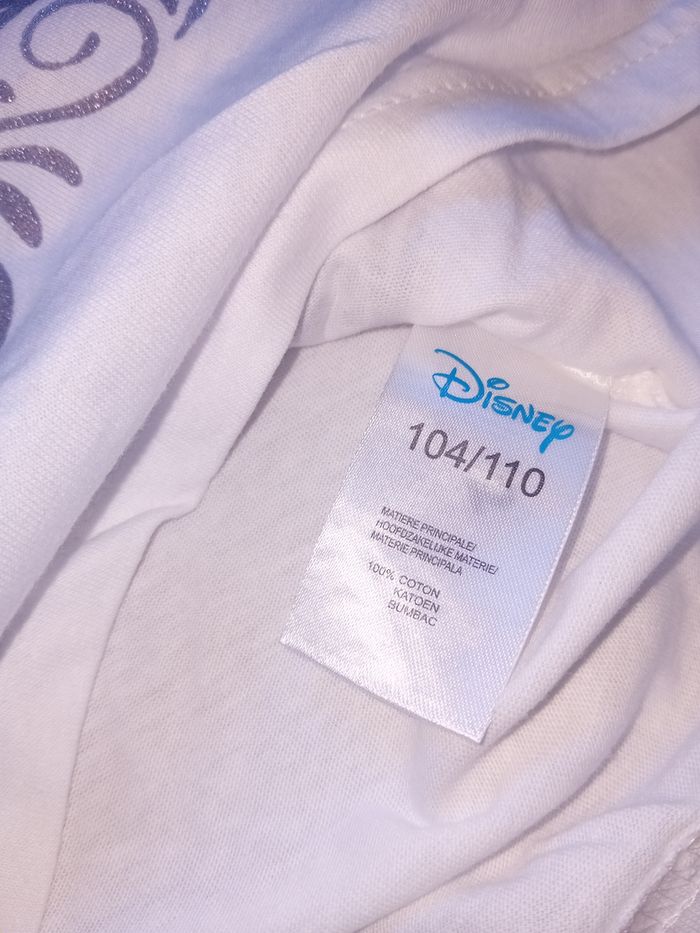 Disney
104/110
MATIERE PRINCIPALE/
HOOFDZAKELIJKE MATERIE/
MATERIE PRINCIPALA
100% COTON
KATOEN
BUMBAC